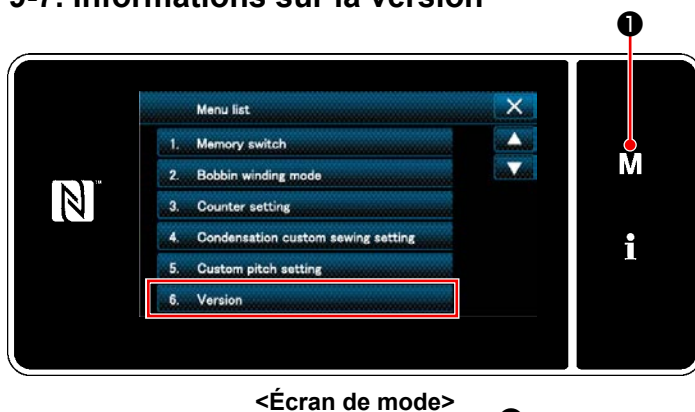 9-7. Informations sur la version
❶
Menu list
1. Memory switch
2. Bobbin winding mode
3. Counter setting
4. Condensation custom sewing setting
5. Custom pitch setting
6. Version
M
i
N
<Écran de mode>